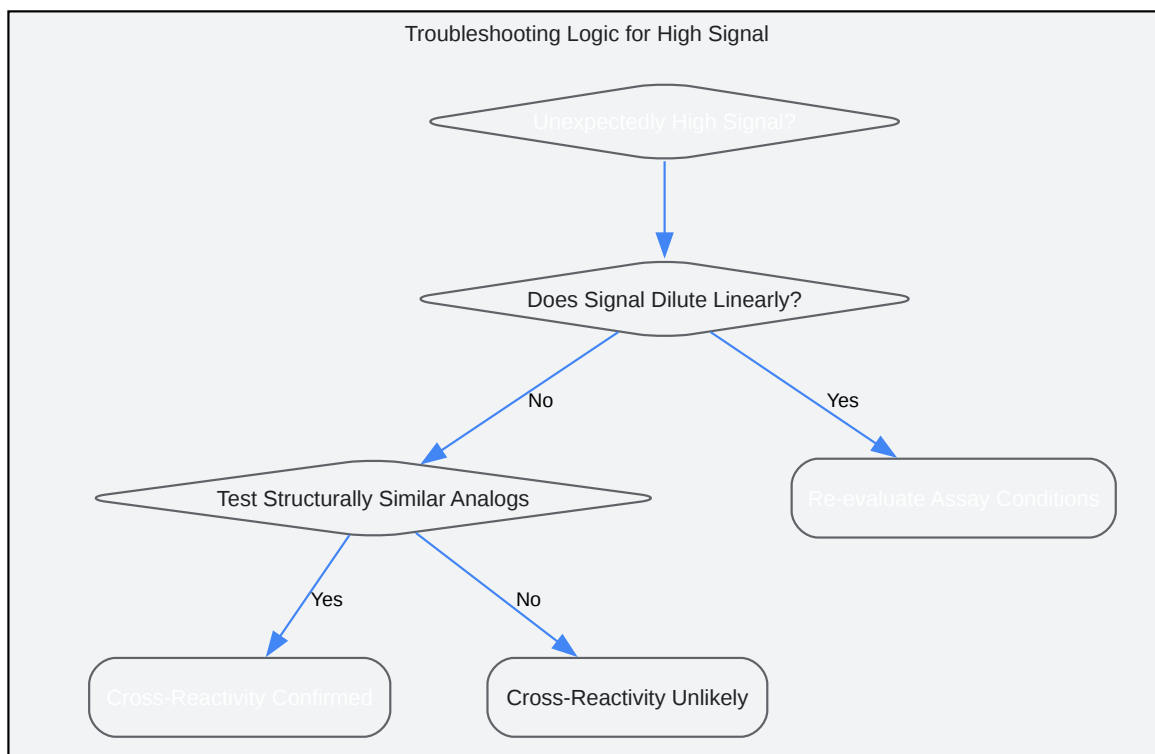 Troubleshooting Logic for High Signal
Unexpectedly High Signal?
Does Signal Dilute Linearly?
No
Yes
Test Structurally Similar Analogs
Re-evaluate Assay Conditions
Yes
No
Cross-Reactivity Confirmed
Cross-Reactivity Unlikely